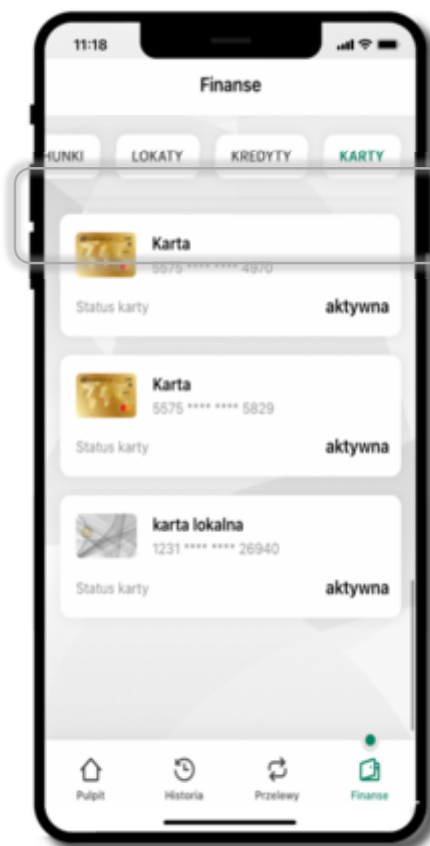 11:18
Finanse
HUNKI LOKATY KREDYTY KARTY
Karta
5575 **** **** 4970
Status karty aktywna
Karta
5575 **** **** 5829
Status karty aktywna
karta lokalna
1231 **** **** 26940
Status karty aktywna
Pulpit Historia Przelewy Finanse